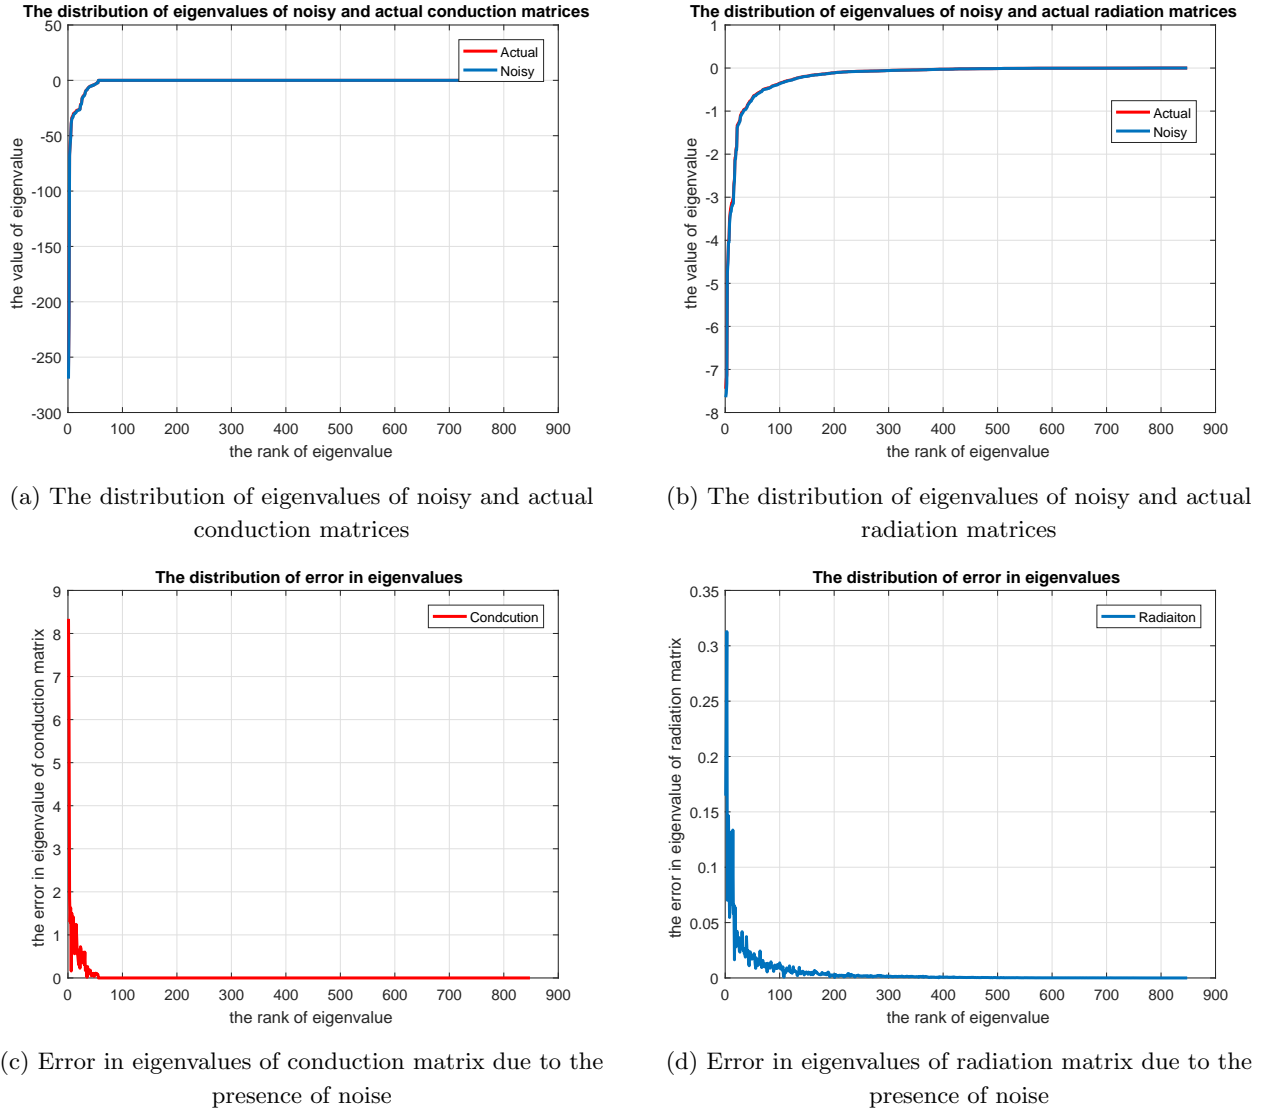 The distribution of eigenvalues of noisy and actual conduction matrices
50
0
-50
-100
-150
-200
-250
-300
the value of eigenvalue
Actual
Noisy
0 100 200 300 400 500 600 700 800 900
the rank of eigenvalue
(a) The distribution of eigenvalues of noisy and actual
conduction matrices
The distribution of eigenvalues of noisy and actual radiation matrices
1
0
-1
-2
-3
-4
-5
-6
-7
-8
the value of eigenvalue
Actual
Noisy
0 100 200 300 400 500 600 700 800 900
the rank of eigenvalue
(b) The distribution of eigenvalues of noisy and actual
radiation matrices
The distribution of error in eigenvalues
9
8
7
6
5
4
3
2
1
0
the error in eigenvalue of conduction matrix
Condcution
0 100 200 300 400 500 600 700 800 900
the rank of eigenvalue
(c) Error in eigenvalues of conduction matrix due to the
presence of noise
The distribution of error in eigenvalues
0.35
0.3
0.25
0.2
0.15
0.1
0.05
0
the error in eigenvalue of radiation matrix
Radiaiton
0 100 200 300 400 500 600 700 800 900
the rank of eigenvalue
(d) Error in eigenvalues of radiation matrix due to the
presence of noise